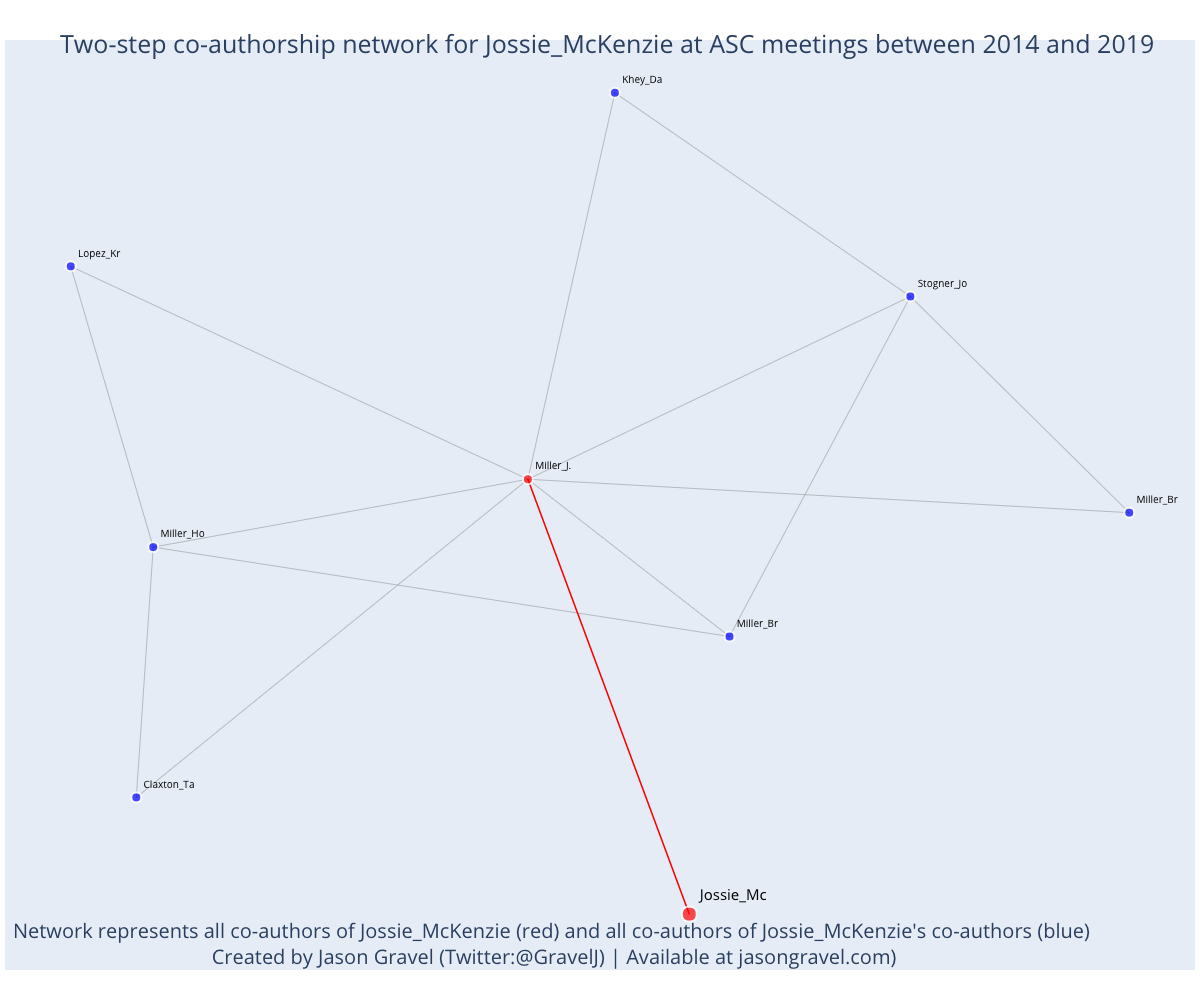 Two-step co-authorship network for Jossie_McKenzie at ASC meetings between 2014 and 2019
Khey_Da
Lopez_Kr
Stogner_Jo
Miller_J.
Miller_Br
Miller_Ho
Miller_Br
Claxton_Ta
Jossie_Mc
Network represents all co-authors of Jossie_McKenzie (red) and all co-authors of Jossie_McKenzie's co-authors (blue)
Created by Jason Gravel (Twitter:@GravelJ) | Available at jasongravel.com)